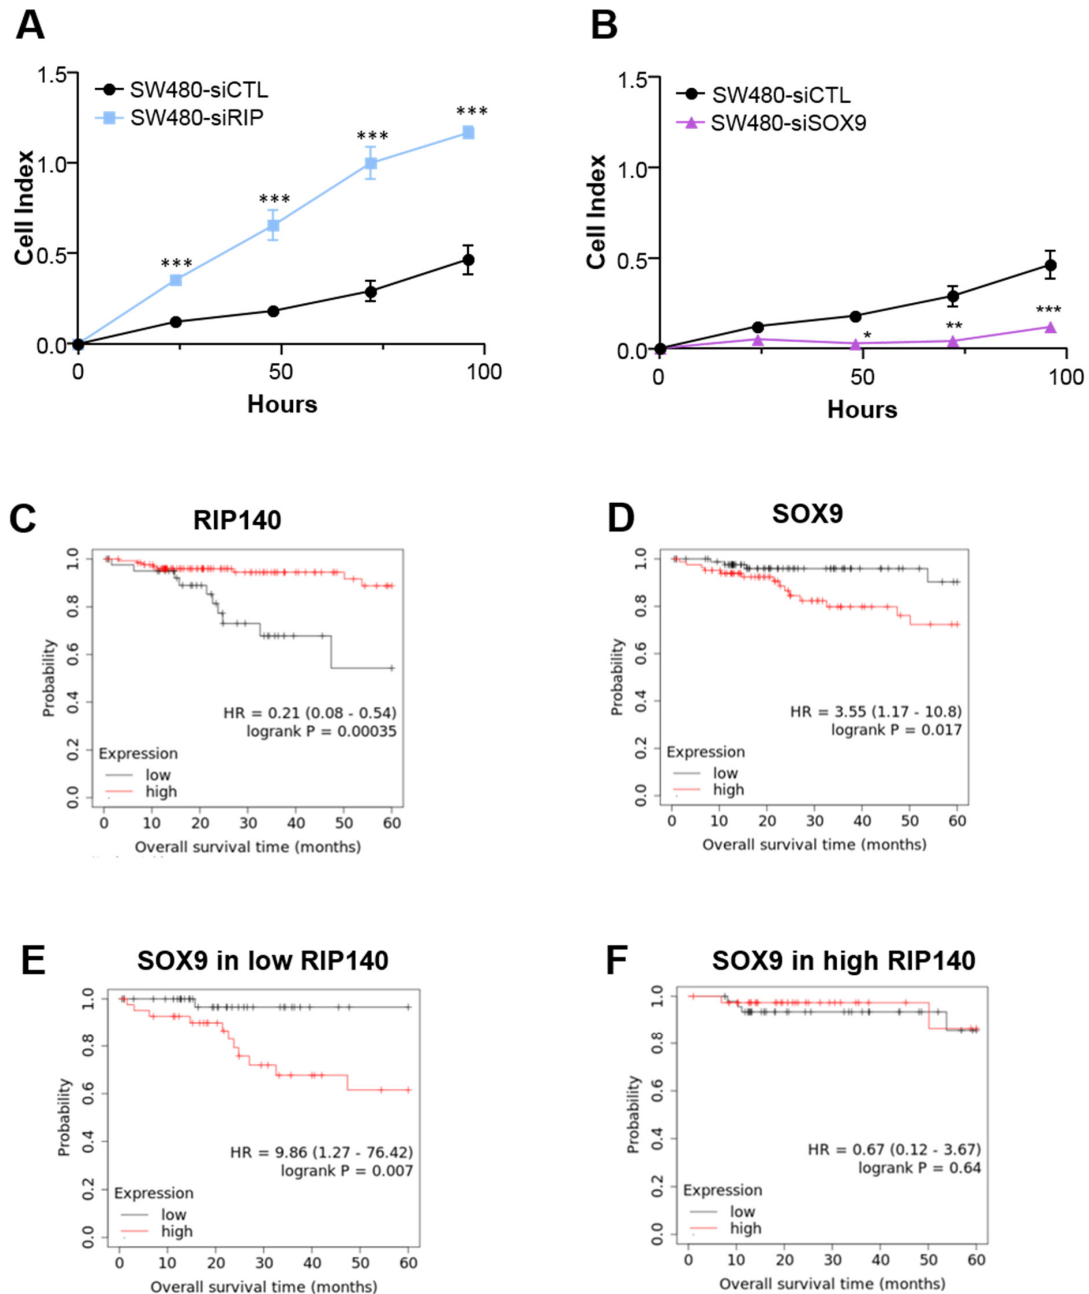 A
1.5
1.0
0.5
0.0
Cell Index
SW480-siCTL
SW480-siRIP
***
***
***
***
0
50
100
Hours
B
1.5
1.0
0.5
0.0
Cell Index
SW480-siCTL
SW480-siSOX9
*
**
***
0
50
100
Hours
C
RIP140
1.0
0.8
0.6
0.4
0.2
0.0
Probability
HR = 0.21 (0.08 - 0.54)
logrank P = 0.00035
Expression
low
high
0 10 20 30 40 50 60
Overall survival time (months)
D
SOX9
1.0
0.8
0.6
0.4
0.2
0.0
Probability
HR = 3.55 (1.17 - 10.8)
logrank P = 0.017
Expression
low
high
0 10 20 30 40 50 60
Overall survival time (months)
E
SOX9 in low RIP140
1.0
0.8
0.6
0.4
0.2
0.0
Probability
HR = 9.86 (1.27 - 76.42)
logrank P = 0.007
Expression
low
high
0 10 20 30 40 50 60
Overall survival time (months)
F
SOX9 in high RIP140
1.0
0.8
0.6
0.4
0.2
0.0
Probability
HR = 0.67 (0.12 - 3.67)
logrank P = 0.64
Expression
low
high
0 10 20 30 40 50 60
Overall survival time (months)